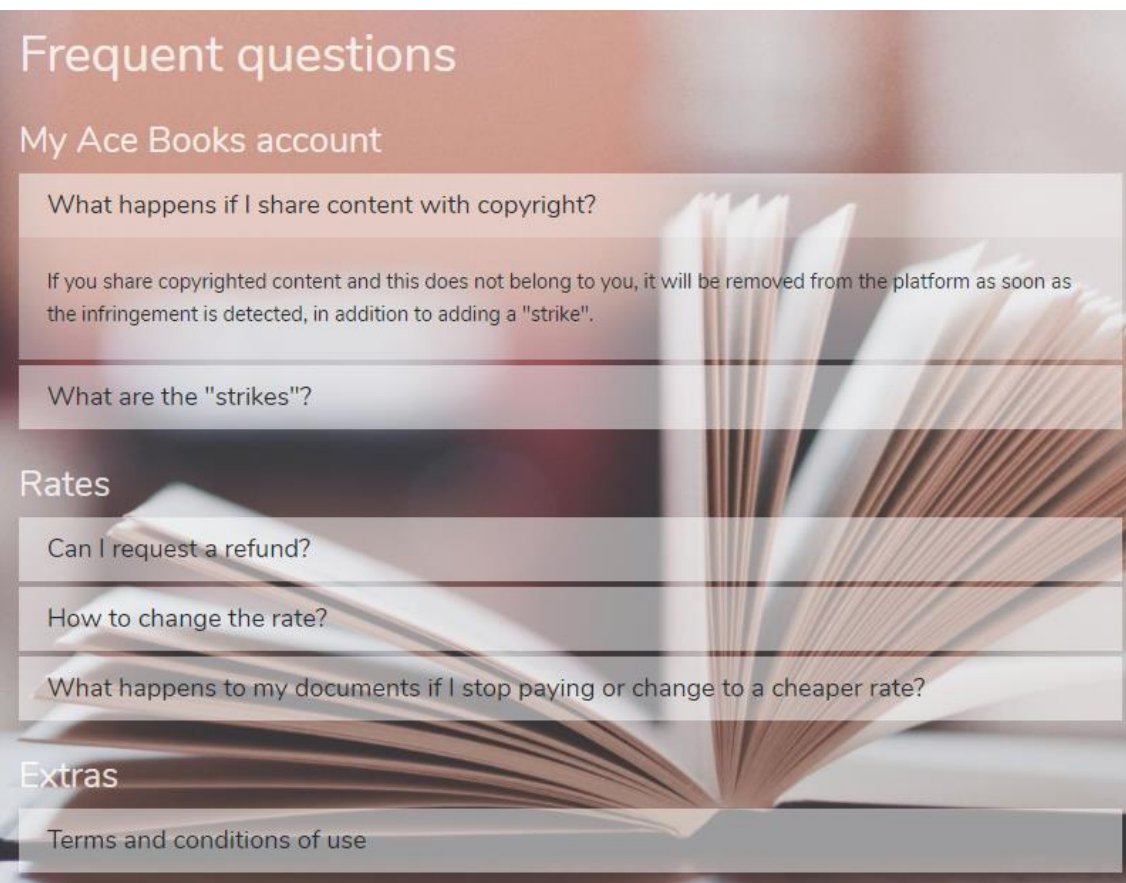 Frequent questions
My Ace Books account
What happens if I share content with copyright?
If you share copyrighted content and this does not belong to you, it will be removed from the platform as soon as
the infringement is detected, in addition to adding a "strike".
What are the "strikes"?
Rates
Can I request a refund?
How to change the rate?
What happens to my documents if I stop paying or change to a cheaper rate?
Extras
Terms and conditions of use